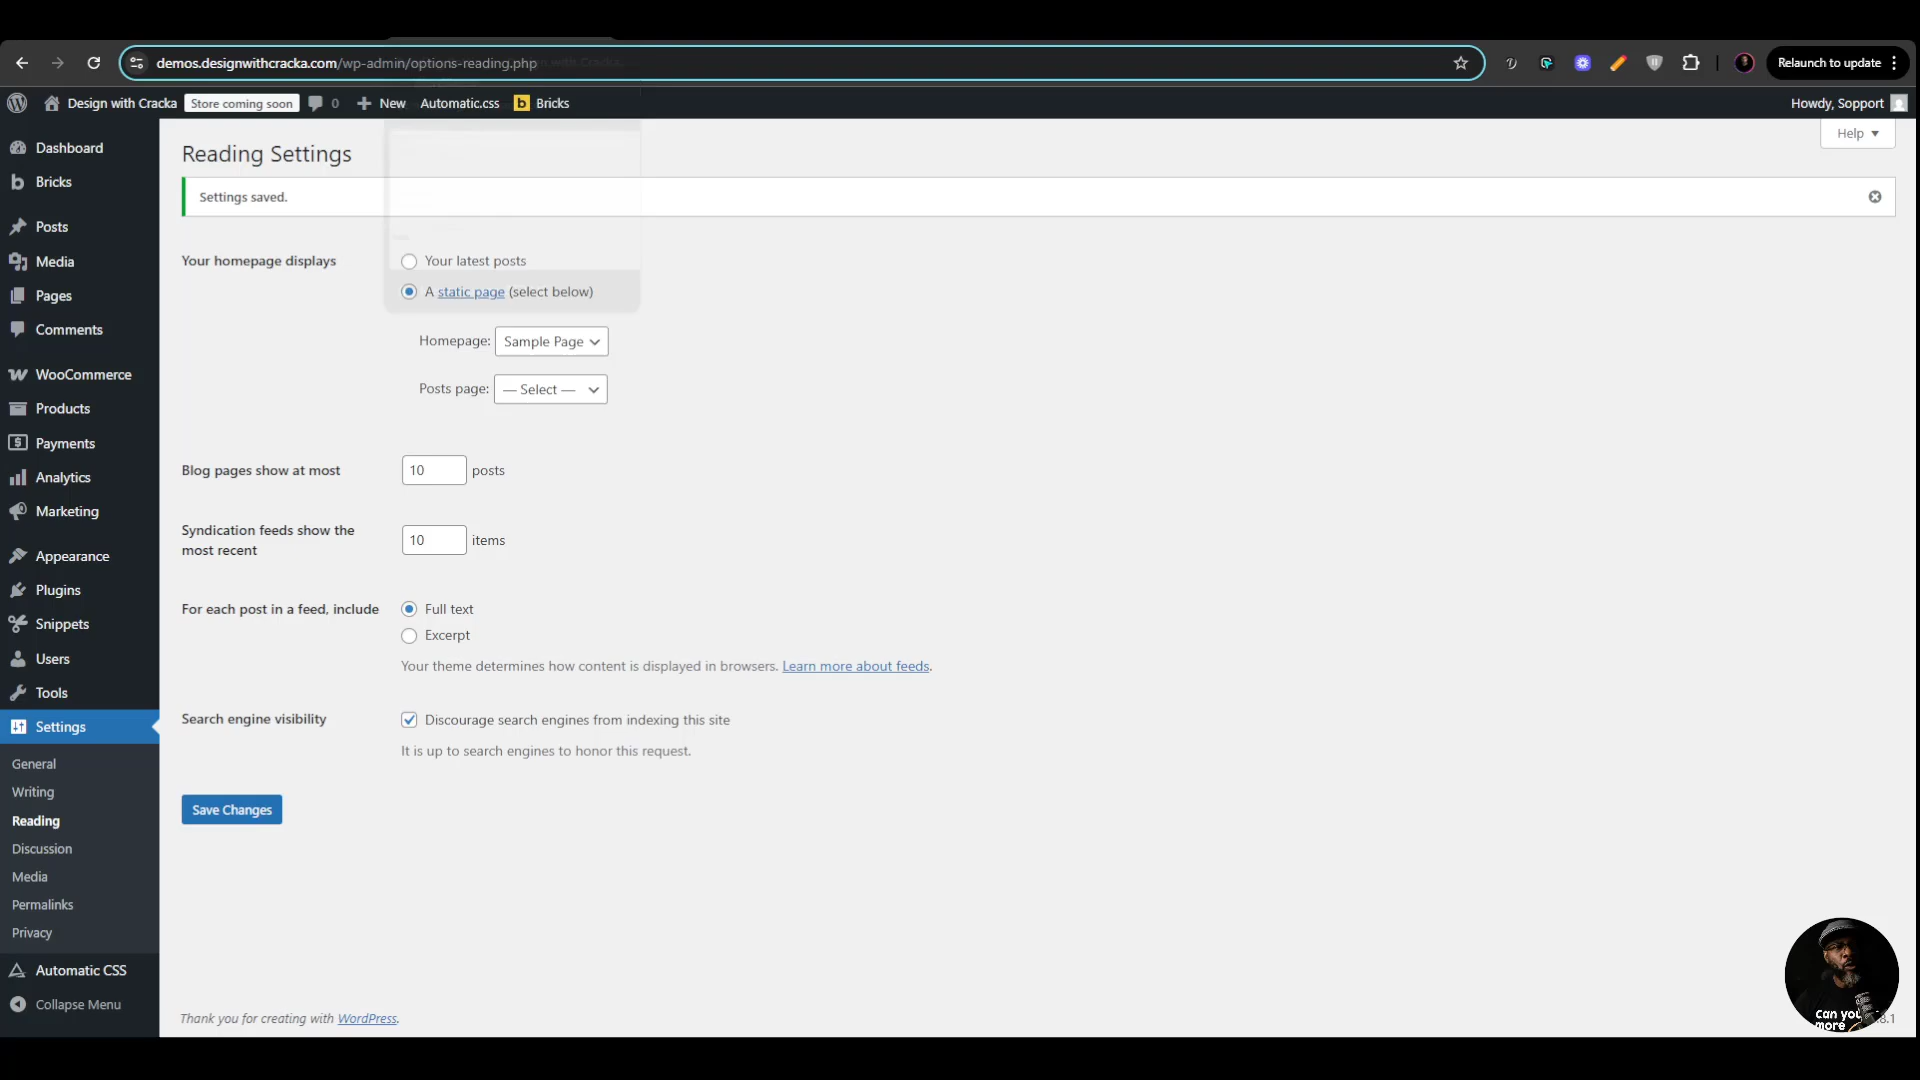 demos.designwithcracka.com/wp-admin/options-reading.php
Relaunch to update
Design with Cracka
Store coming soon
0
New
Automatic.css
b Bricks
Howdy, Sopport
Dashboard
Bricks
Posts
Media
Pages
Comments
WooCommerce
Products
Payments
Analytics
Marketing
Appearance
Plugins
Snippets
Users
Tools
Settings
General
Writing
Reading
Discussion
Media
Permalinks
Privacy
Automatic CSS
Collapse Menu
Help
Reading Settings
Settings saved.
Your homepage displays
Your latest posts
A static page (select below)
Homepage: Sample Page
Posts page: — Select —
Blog pages show at most
10 posts
Syndication feeds show the
most recent
10 items
For each post in a feed, include
Full text
Excerpt
Your theme determines how content is displayed in browsers. Learn more about feeds.
Search engine visibility
Discourage search engines from indexing this site
It is up to search engines to honor this request.
Save Changes
Thank you for creating with WordPress.
Can you
more